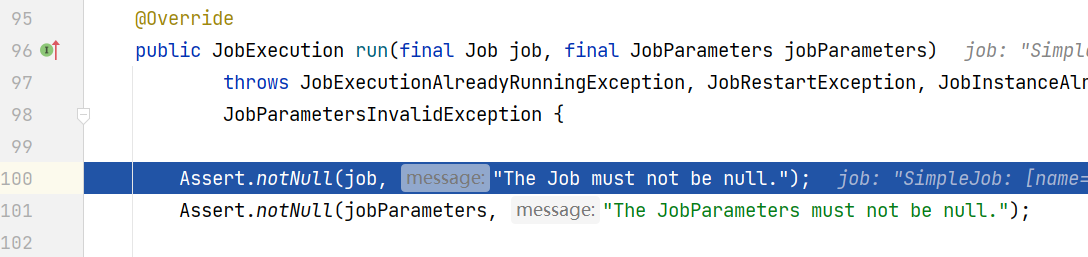 95 @Override
96 public JobExecution run(final Job job, final JobParameters jobParameters) job: "Simple
97 throws JobExecutionAlreadyRunningException, JobRestartException, JobInstanceAlr
98 JobParametersInvalidException {
99
100 Assert.notNull(job, message: "The Job must not be null."); job: "SimpleJob: [name=
101 Assert.notNull(jobParameters, message: "The JobParameters must not be null.");
102